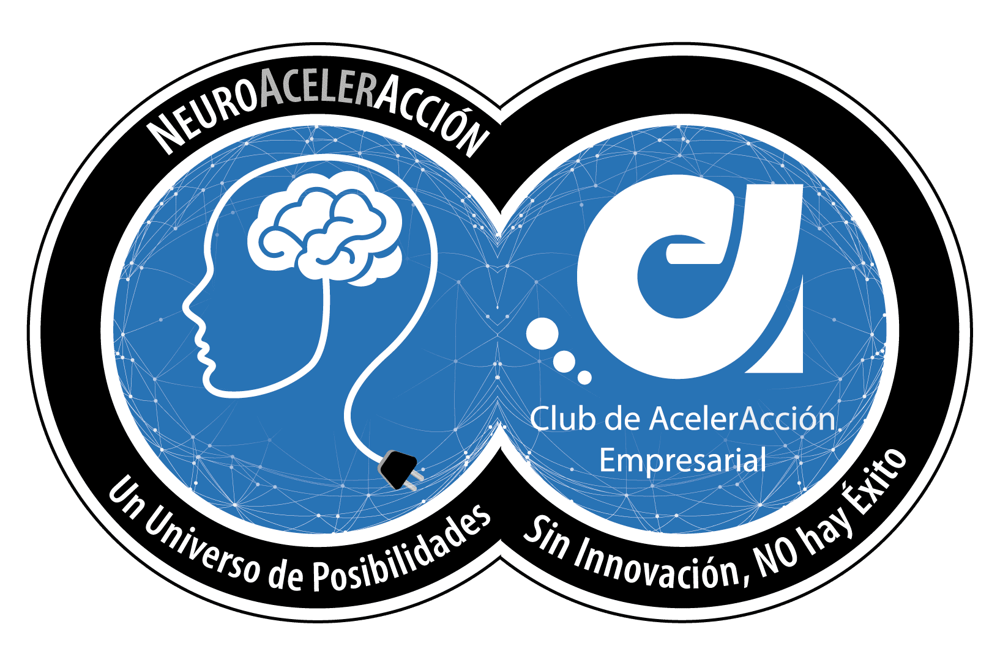 NEUROACELERACCIÓN
Un Universo de Posibilidades
Club de AcelerAcción
Empresarial
Sin Innovación, NO hay Éxito